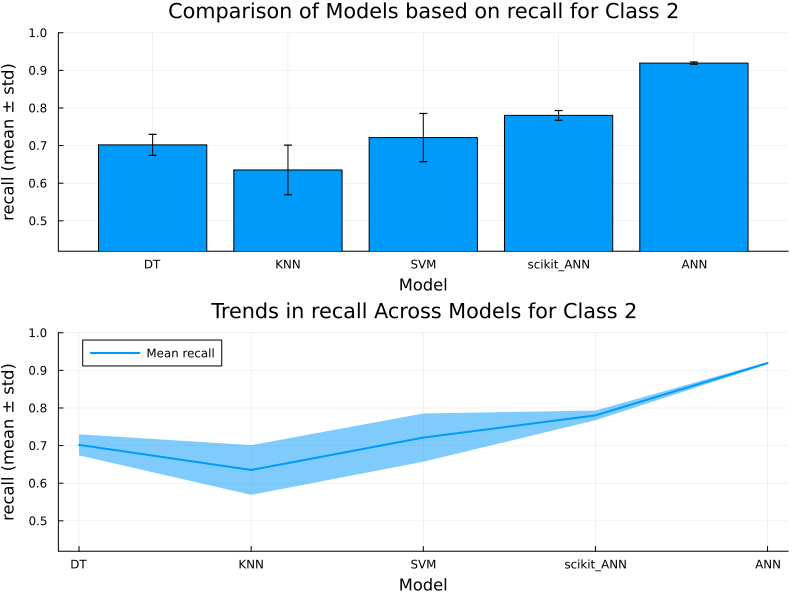 Comparison of Models based on recall for Class 2
recall (mean ± std)
1.0
0.9
0.8
0.7
0.6
0.5
DT KNN SVM scikit_ANN ANN
Model
Trends in recall Across Models for Class 2
recall (mean ± std)
1.0
0.9
0.8
0.7
0.6
0.5
Mean recall
DT KNN SVM scikit_ANN ANN
Model